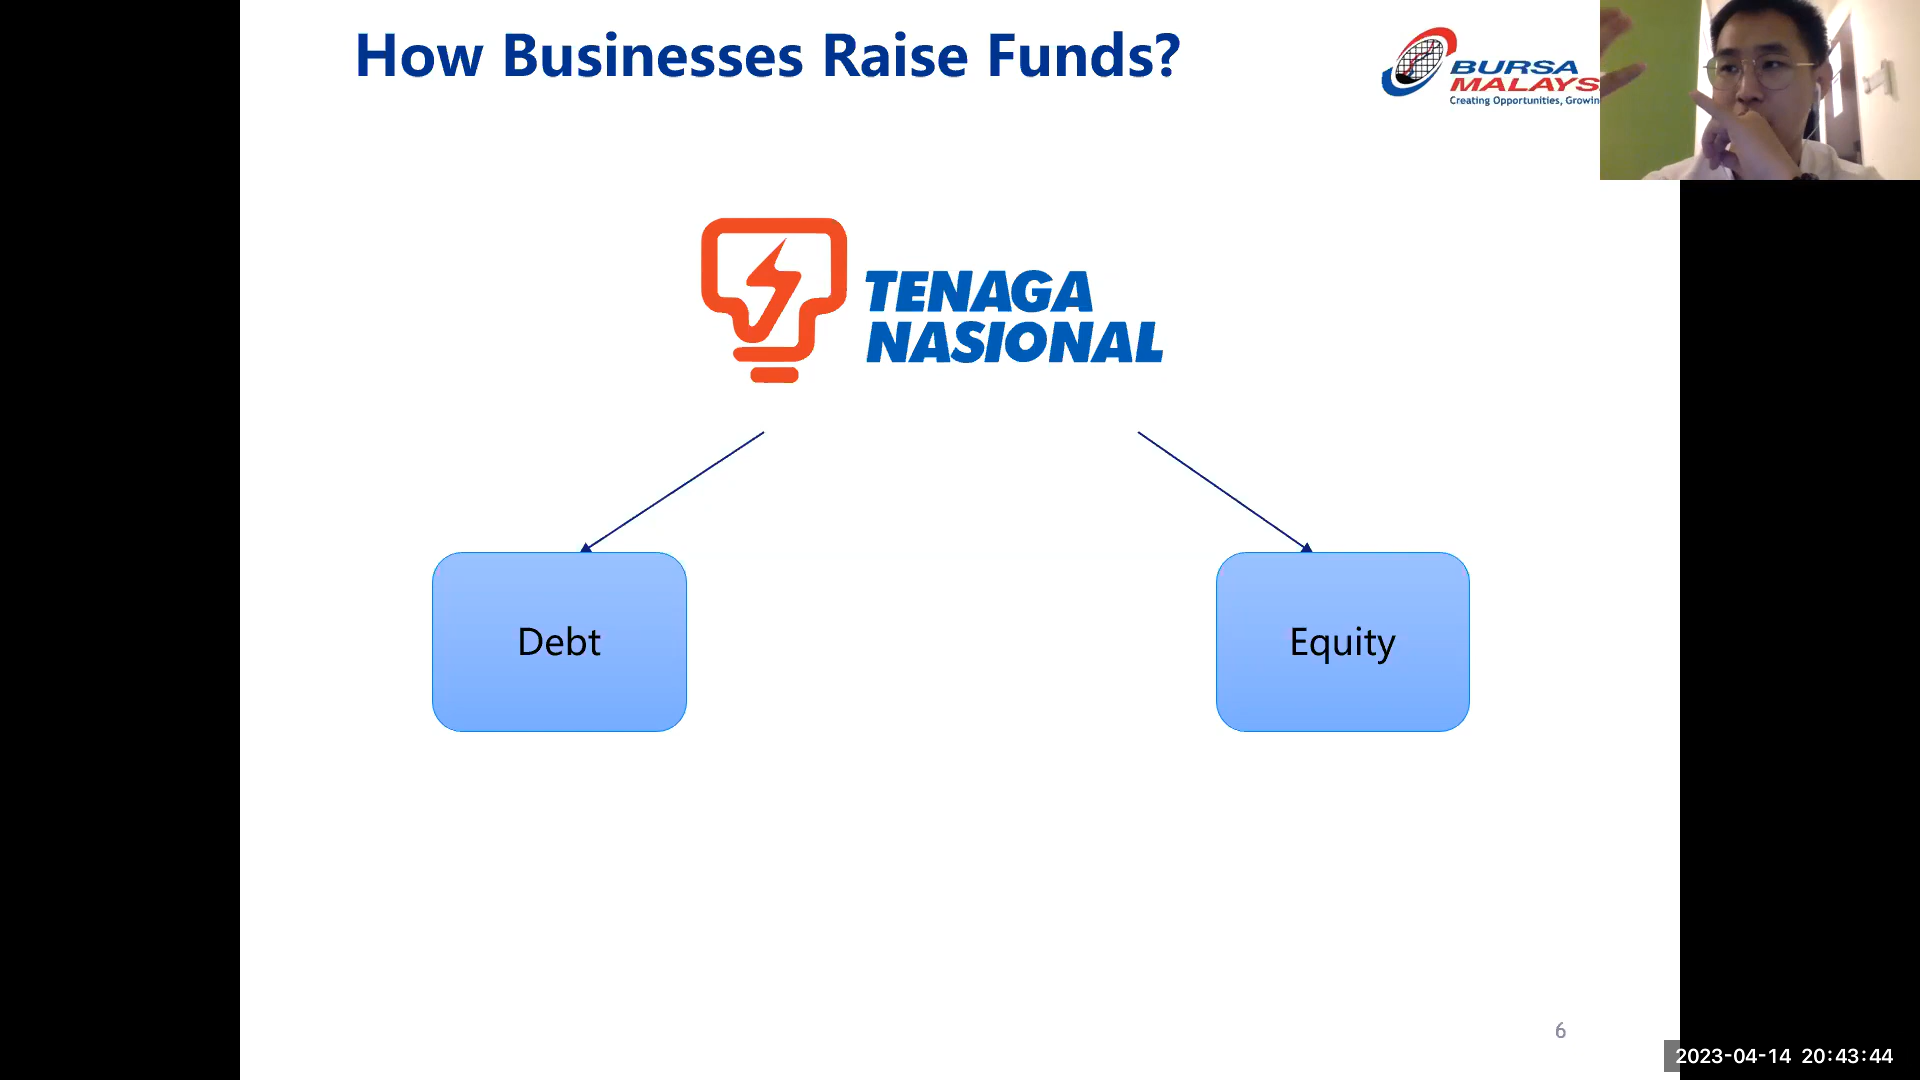 How Businesses Raise Funds?
BURSA
MALAYS
Creating Opportunities, Growin
TENAGA
NASIONAL
Debt
Equity
6
2023-04-14 20:43:44